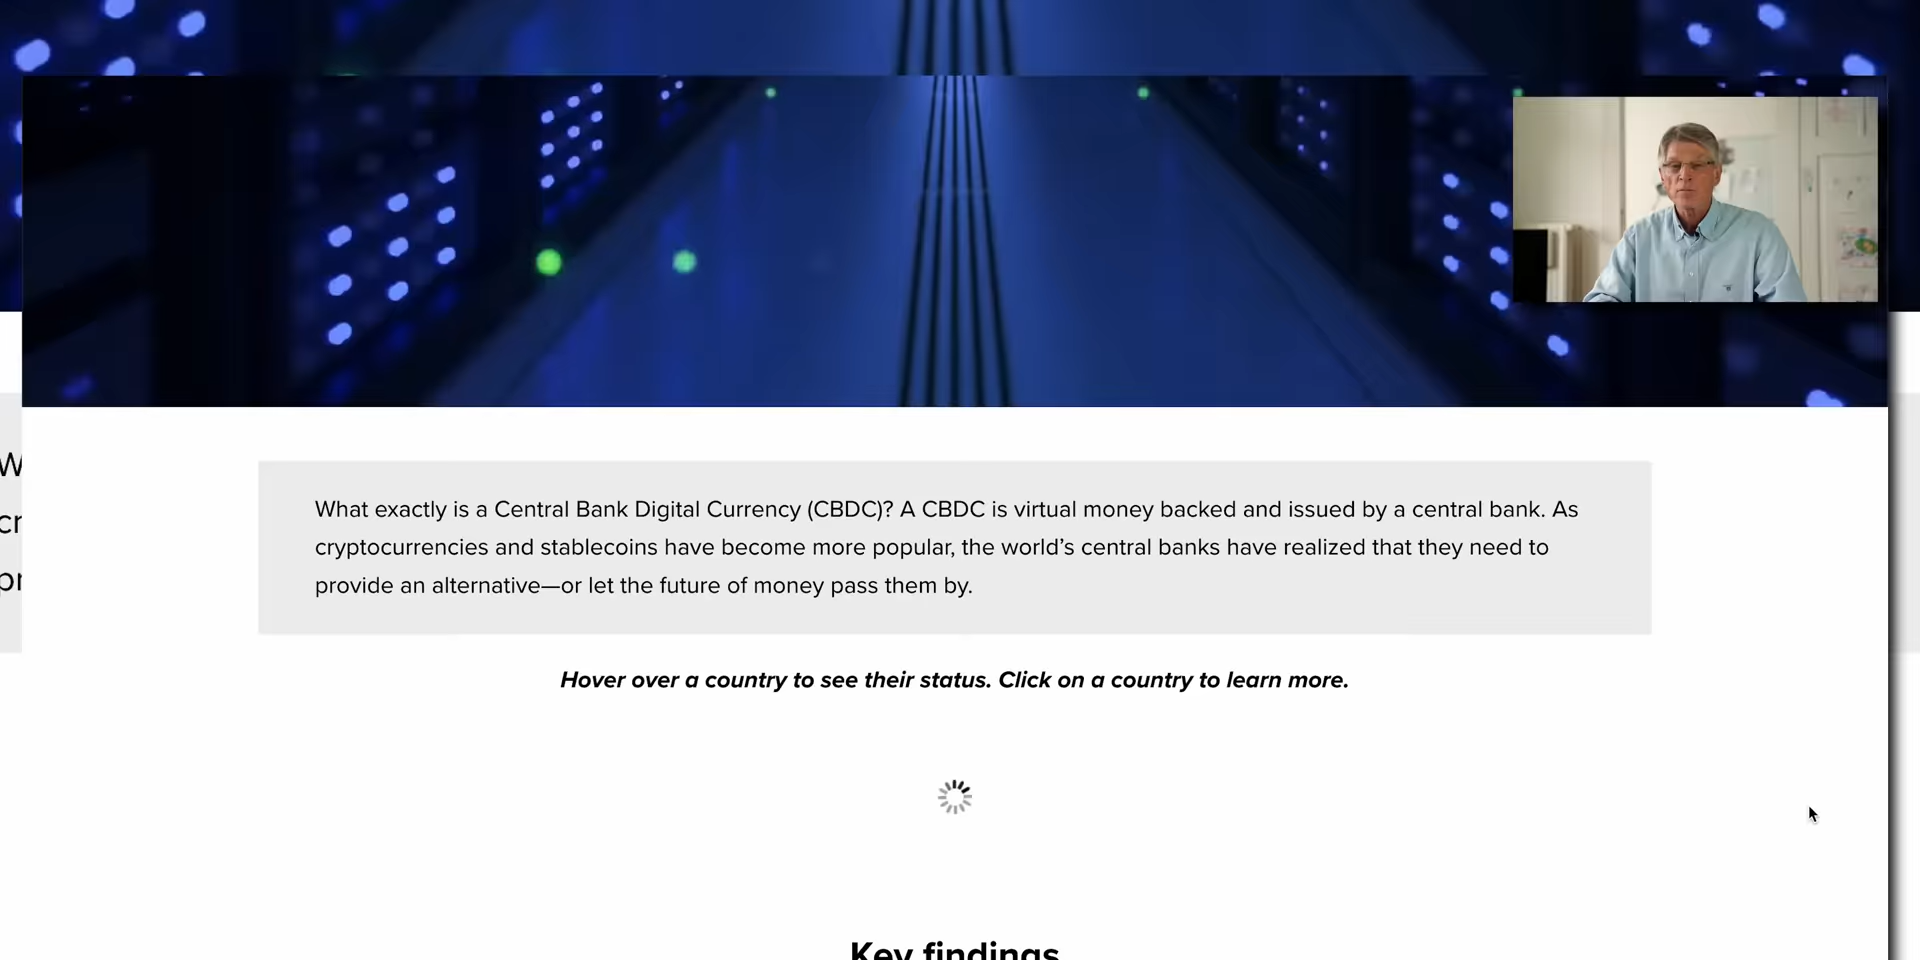 What exactly is a Central Bank Digital Currency (CBDC)? A CBDC is virtual money backed and issued by a central bank. As
cryptocurrencies and stablecoins have become more popular, the world’s central banks have realized that they need to
provide an alternative—or let the future of money pass them by.
Hover over a country to see their status. Click on a country to learn more.
Key findings